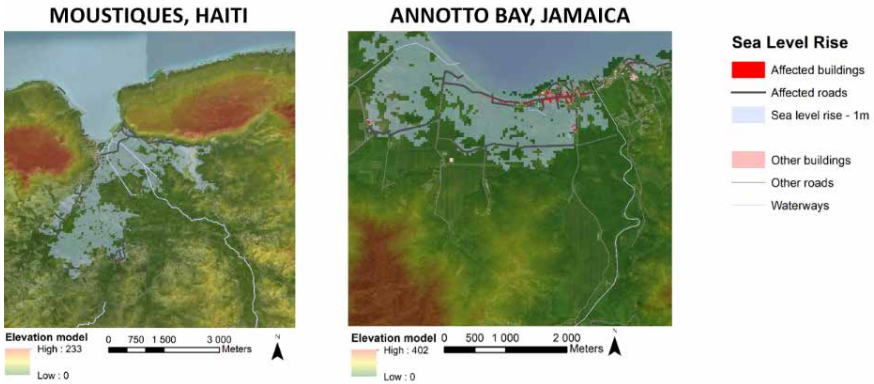 MOUSTIQUES, HAITI
ANNOTTO BAY, JAMAICA
Sea Level Rise
Affected buildings
Affected roads
Sea level rise - 1m
Other buildings
Other roads
Waterways
Elevation model
High : 233
Low : 0
0 750 1 500 3 000
Meters
N
Elevation model
High : 402
Low : 0
0 500 1 000 2 000
Meters
N